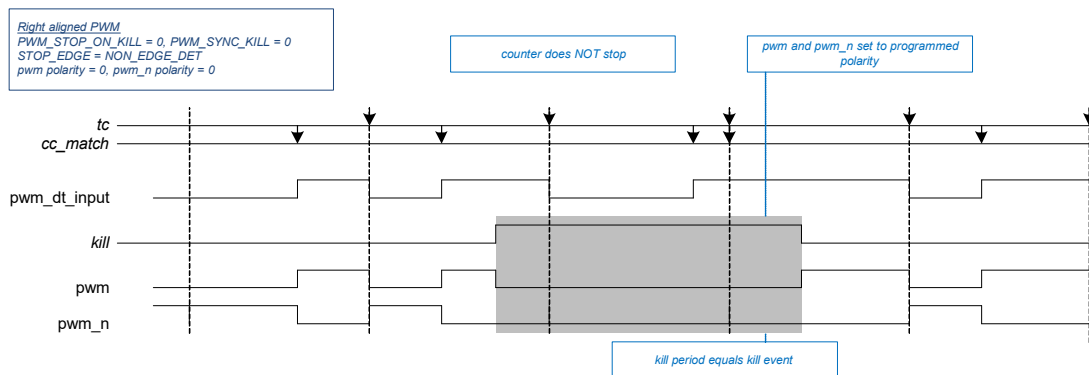 Right aligned PWM
PWM_STOP_ON_KILL = 0, PWM_SYNC_KILL = 0
STOP_EDGE = NON_EDGE_DET
pwm polarity = 0, pwm_n polarity = 0
counter does NOT stop
pwm and pwm_n set to programmed
polarity
tc
cc_match
pwm_dt_input
kill
pwm
pwm_n
kill period equals kill event